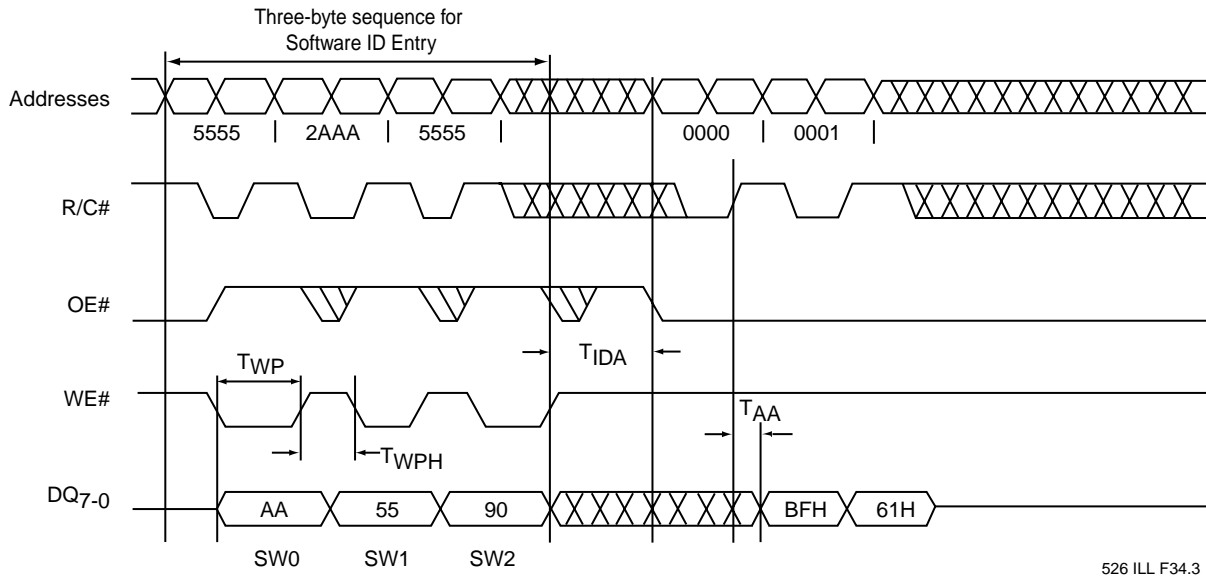 Three-byte sequence for
Software ID Entry
Addresses
5555 2AAA 5555 0000 0001
R/C#
OE#
TWP
TIDA
WE#
TAA
TWPH
DQ7-0
AA 55 90 BFH 61H
SW0 SW1 SW2
526 ILL F34.3